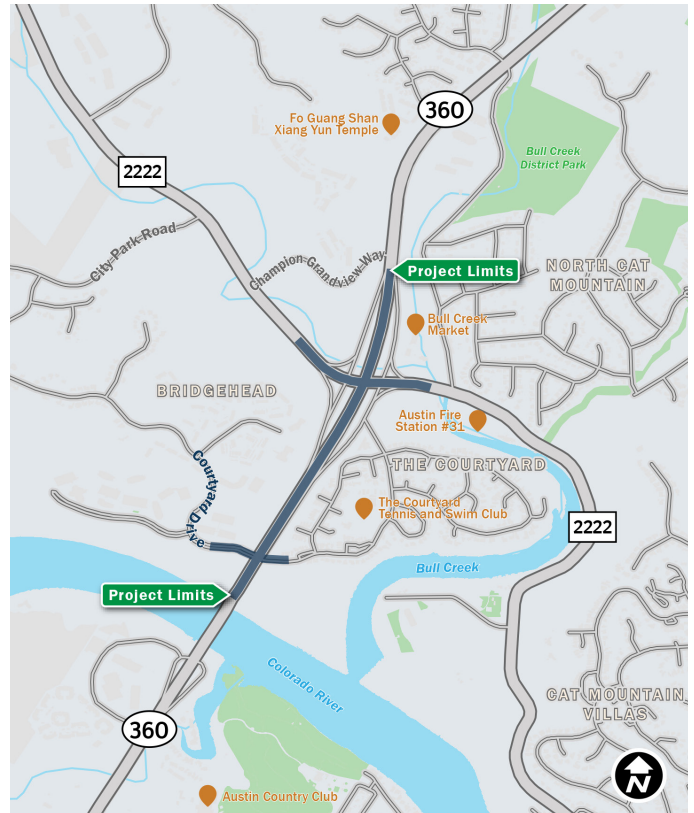 Fo Guang Shan
Xiang Yun Temple
360
Bull Creek
District Park
2222
City Park Road
Champion Grandview Way
Project Limits
NORTH CAT
MOUNTAIN
Bull Creek
Market
BRIDGEHEAD
Austin Fire
Station #31
THE COURTYARD
Courtyard Drive
The Courtyard
Tennis and Swim Club
2222
Bull Creek
Project Limits
Colorado River
CAT MOUNTAIN
VILLAS
360
N
Austin Country Club